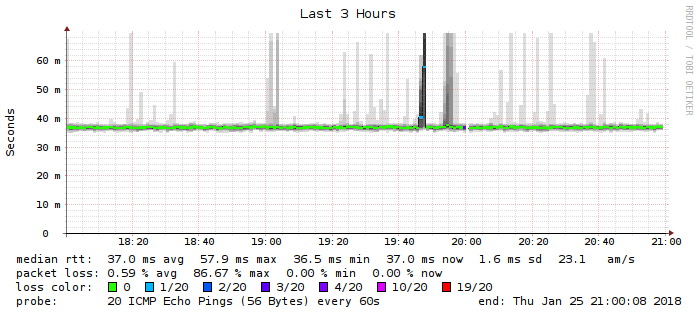 Last 3 Hours
RRDTOOL / TOBI OETIKER
Seconds
60 m
50 m
40 m
30 m
20 m
10 m
0
18:20 18:40 19:00 19:20 19:40 20:00 20:20 20:40 21:00
median rtt: 37.0 ms avg 57.9 ms max 36.5 ms min 37.0 ms now 1.6 ms sd 23.1 am/s
packet loss: 0.59 % avg 86.67 % max 0.00 % min 0.00 % now
loss color: 0 1/20 2/20 3/20 4/20 10/20 19/20
probe: 20 ICMP Echo Pings (56 Bytes) every 60s end: Thu Jan 25 21:00:08 2018